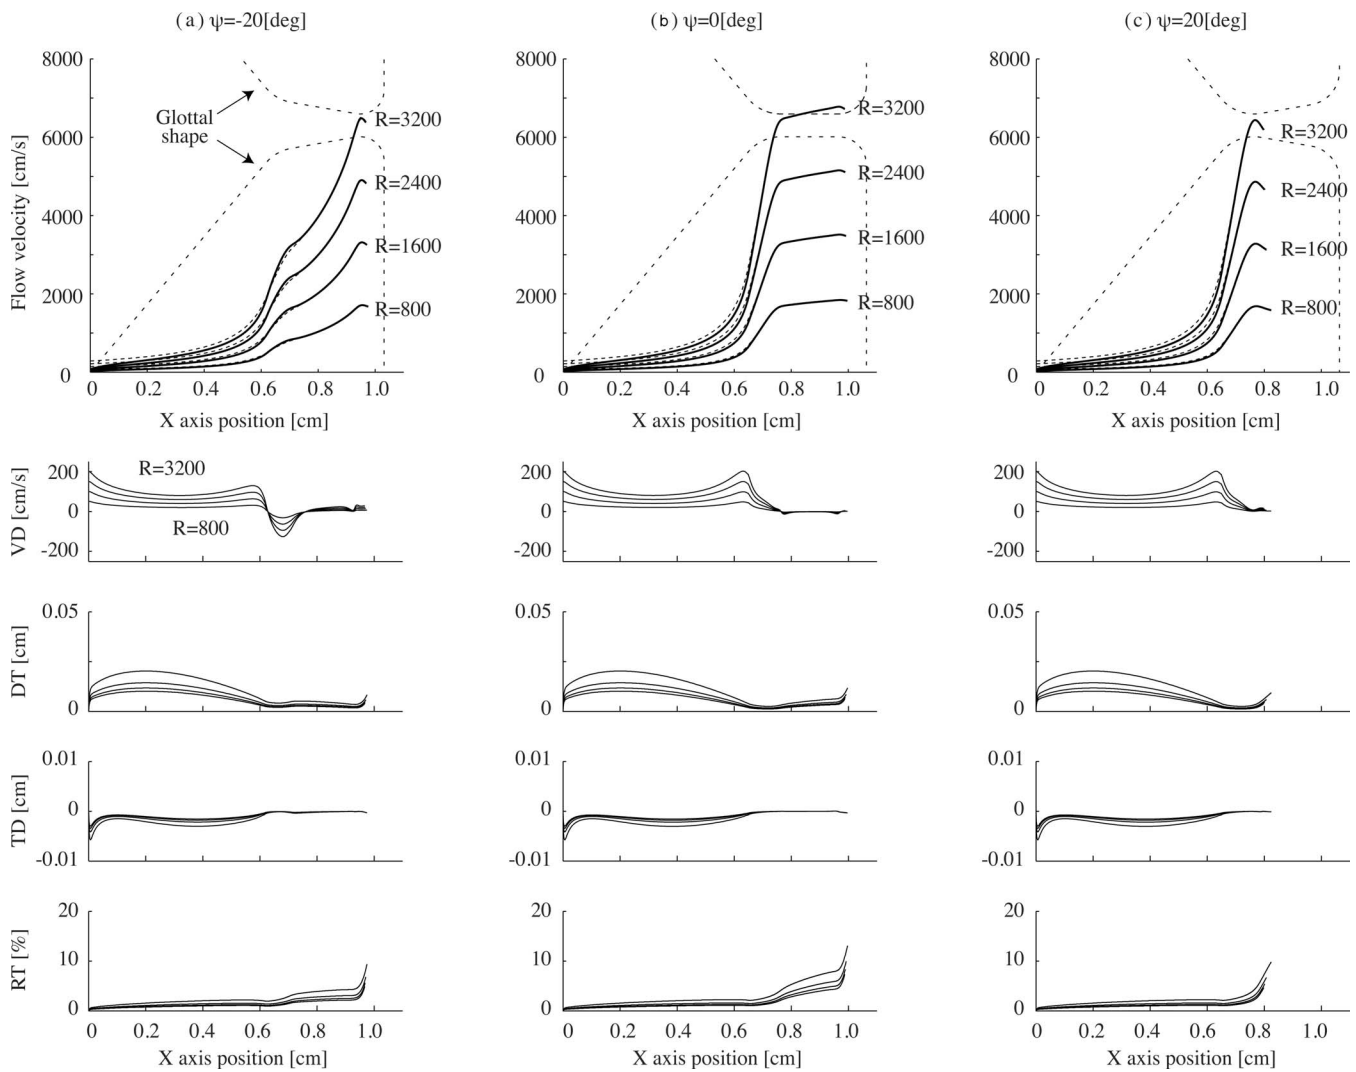 (a) ψ=-20[deg]
(b) ψ=0[deg]
(c) ψ=20[deg]
Flow velocity [cm/s]
8000
6000
4000
2000
0
Glottal
shape
R=3200
R=2400
R=1600
R=800
0.0 0.2 0.4 0.6 0.8 1.0
X axis position [cm]
8000
6000
4000
2000
0
R=3200
R=2400
R=1600
R=800
0.0 0.2 0.4 0.6 0.8 1.0
X axis position [cm]
8000
6000
4000
2000
0
R=3200
R=2400
R=1600
R=800
0.0 0.2 0.4 0.6 0.8 1.0
X axis position [cm]
VD [cm/s]
200
0
-200
R=3200
R=800
200
0
-200
200
0
-200
DT [cm]
0.05
0
0.05
0
0.05
0
TD [cm]
0.01
0
-0.01
0.01
0
-0.01
0.01
0
-0.01
RT [%]
20
10
0
0 0.2 0.4 0.6 0.8 1.0
X axis position [cm]
20
10
0
0 0.2 0.4 0.6 0.8 1.0
X axis position [cm]
20
10
0
0 0.2 0.4 0.6 0.8 1.0
X axis position [cm]